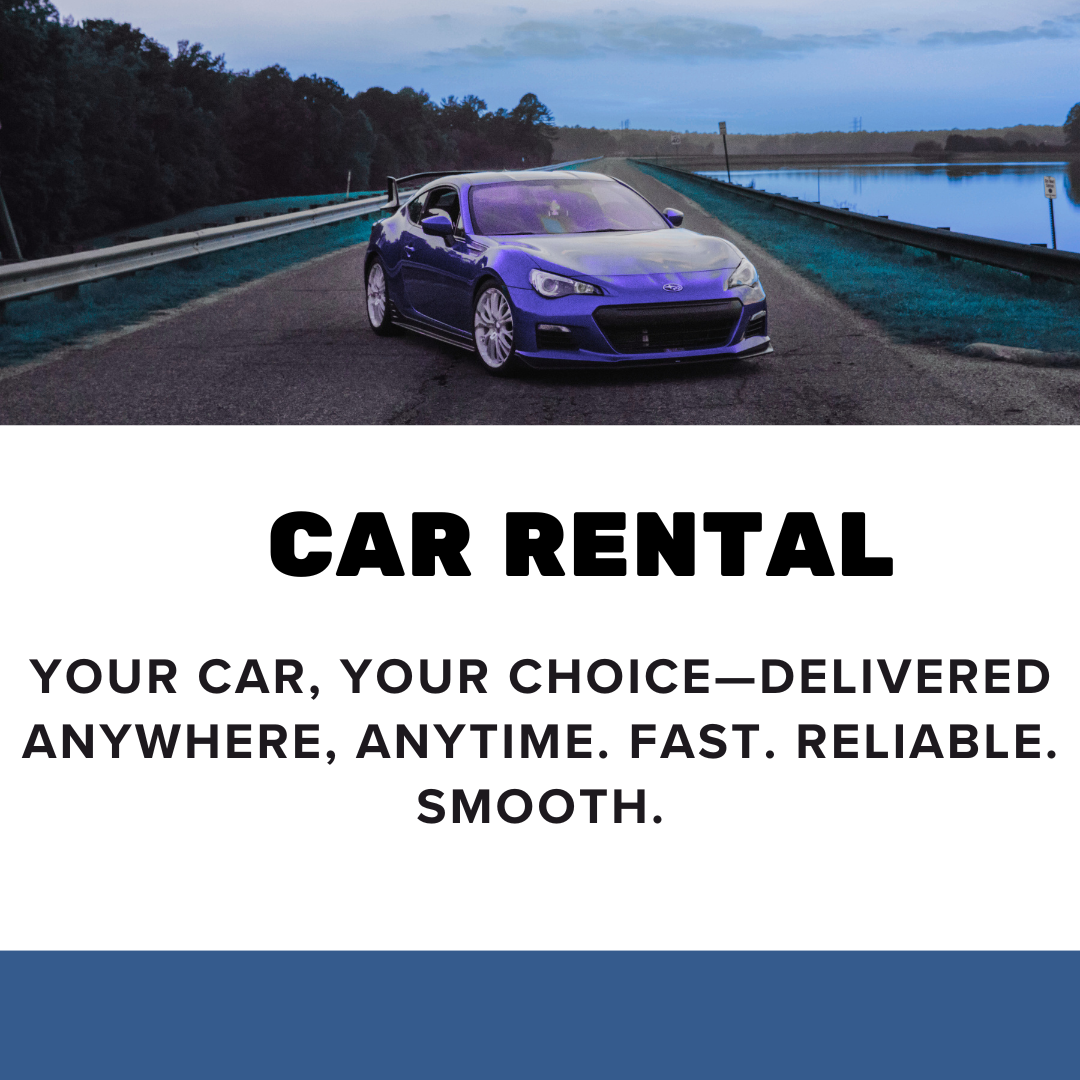 CAR RENTAL
YOUR CAR, YOUR CHOICE—DELIVERED
ANYWHERE, ANYTIME. FAST. RELIABLE.
SMOOTH.